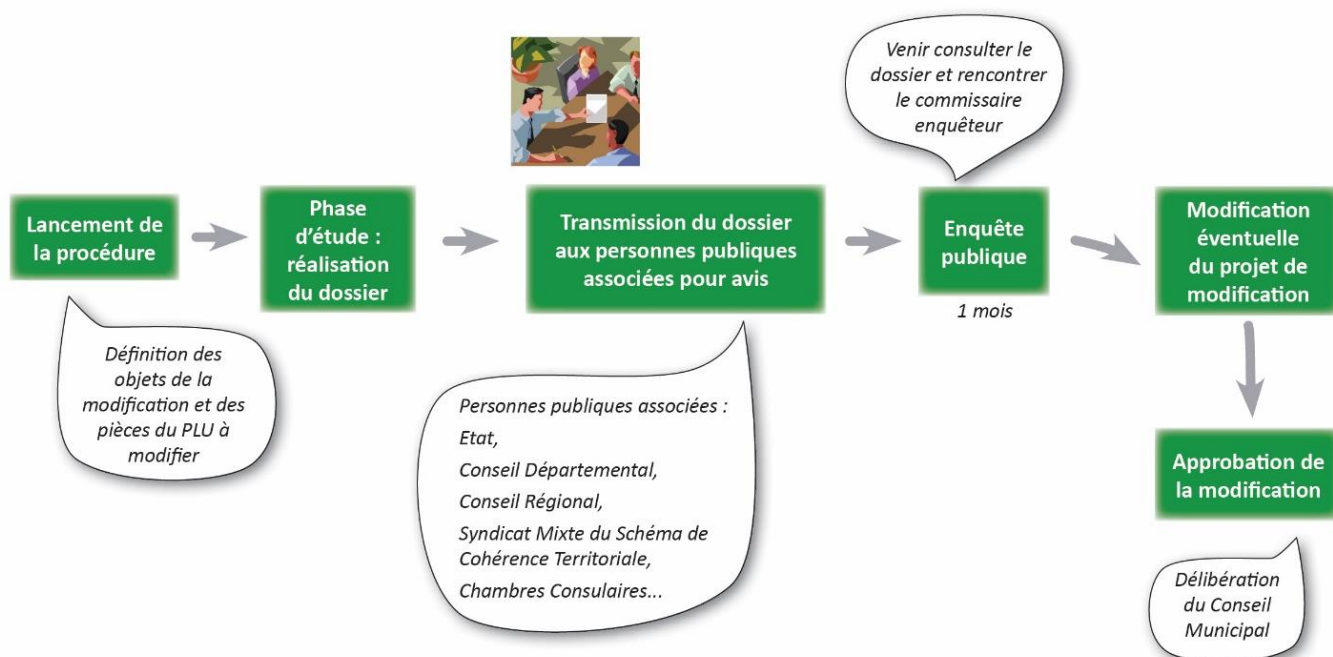 Venir consulter le
dossier et rencontrer
le commissaire
enquêteur
Lancement de
la procédure
Phase
d'étude :
réalisation
du dossier
Transmission du dossier
aux personnes publiques
associées pour avis
Enquête
publique
1 mois
Modification
éventuelle
du projet de
modification
Définition des
objets de la
modification et des
pièces du PLU à
modifier
Personnes publiques associées :
Etat,
Conseil Départemental,
Conseil Régional,
Syndicat Mixte du Schéma de
Cohérence Territoriale,
Chambres Consulaires...
Approbation de
la modification
Délibération
du Conseil
Municipal